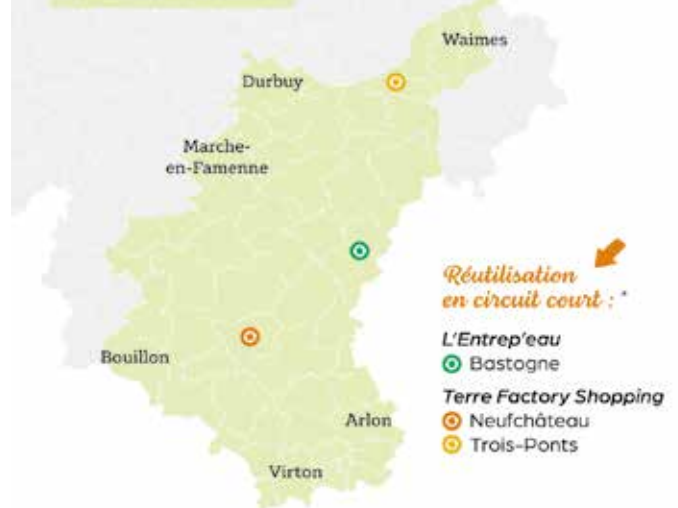 Waimes
Durbuy
Marche-
en-Famenne
Bouillon
Arlon
Virton
Réutilisation
en circuit court : *
L'Entrep'eau
Bastogne
Terre Factory Shopping
Neufchâteau
Trois-Ponts